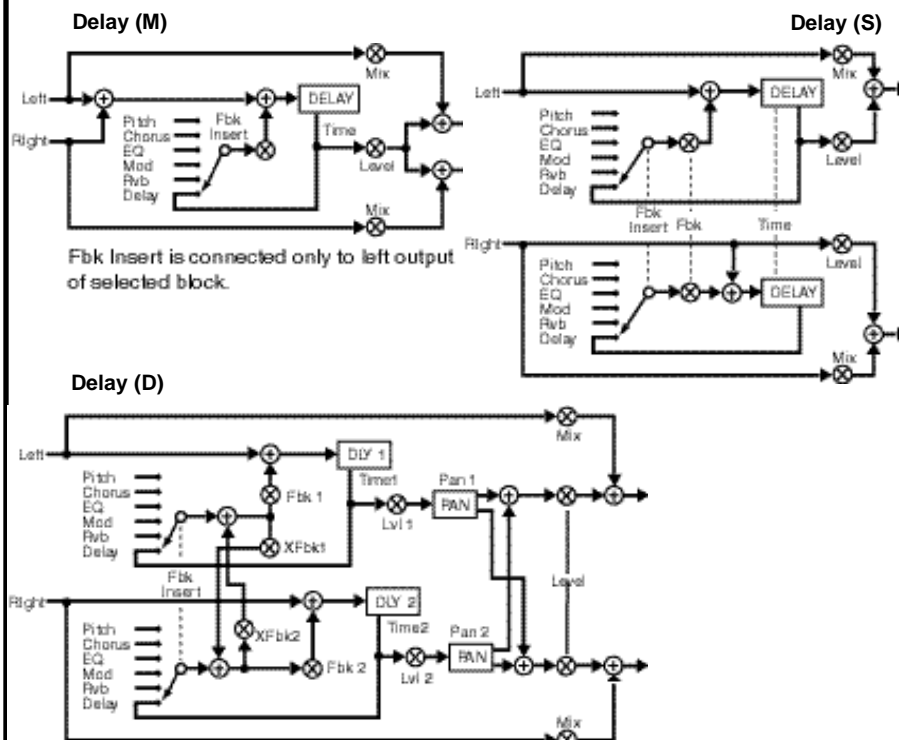 Delay (M)
Mix
Left
DELAY
Pitch
Chorus
EQ
Mod
Rvb
Delay
Fbk
Insert
Time
Level
Right
Mix
Fbk Insert is connected only to left output
of selected block.
Delay (S)
Mix
Left
DELAY
Pitch
Chorus
EQ
Mod
Rvb
Delay
Level
Fbk
Insert
Fbk
Time
Right
Level
Pitch
Chorus
EQ
Mod
Rvb
Delay
DELAY
Mix
Delay (D)
Mix
Left
DLY 1
Pitch
Chorus
EQ
Mod
Rvb
Delay
Time1
Pan 1
Fbk 1
PAN
Lvl 1
XFbk1
Fbk
Insert
Level
Right
DLY 2
Pitch
Chorus
EQ
Mod
Rvb
Delay
XFbk2
Time2
Pan 2
PAN
Fbk 2
Lvl 2
Mix